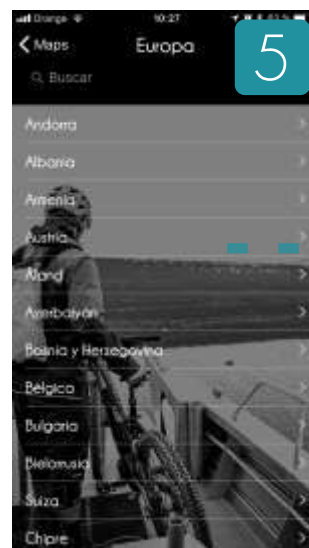 Orange 10:27
Maps Europa 5
Buscar
Andorra
Albania
Armenia
Austria
Åland
Azerbaiyán
Bosnia y Herzegovina
Bélgica
Bulgaria
Bielorrusia
Suiza
Chipre